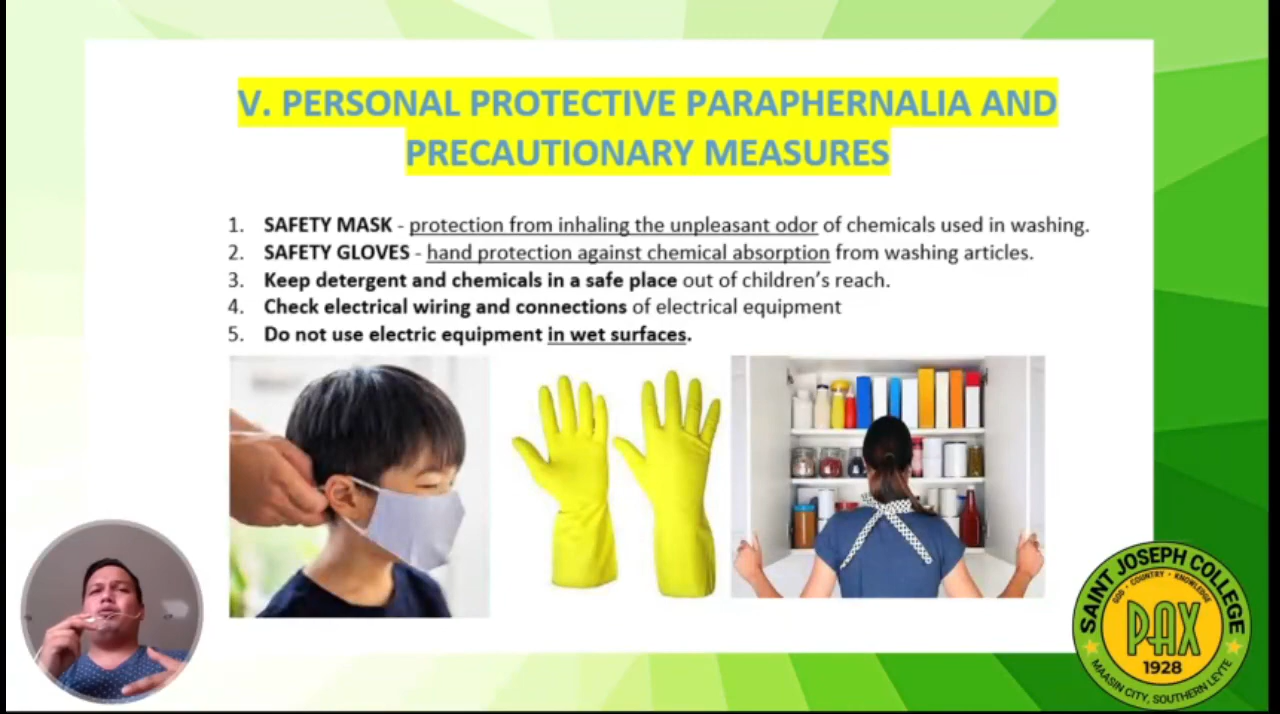 V. PERSONAL PROTECTIVE PARAPHERNALIA AND
PRECAUTIONARY MEASURES
1. SAFETY MASK - protection from inhaling the unpleasant odor of chemicals used in washing.
2. SAFETY GLOVES - hand protection against chemical absorption from washing articles.
3. Keep detergent and chemicals in a safe place out of children’s reach.
4. Check electrical wiring and connections of electrical equipment
5. Do not use electric equipment in wet surfaces.
SAINT JOSEPH COLLEGE
GOD • COUNTRY • KNOWLEDGE
PAX
1928
MAASIN CITY, SOUTHERN LEYTE